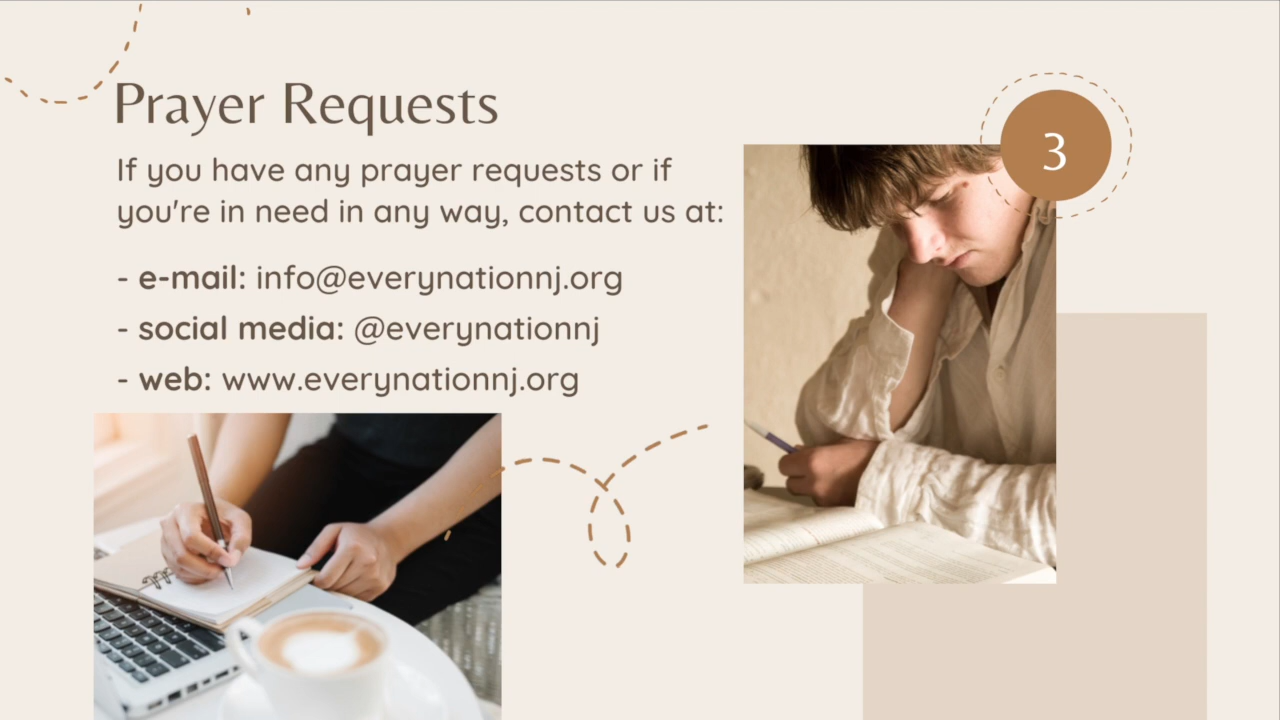 Prayer Requests
If you have any prayer requests or if
you're in need in any way, contact us at:
- e-mail: info@everynationnj.org
- social media: @everynationnj
- web: www.everynationnj.org
3